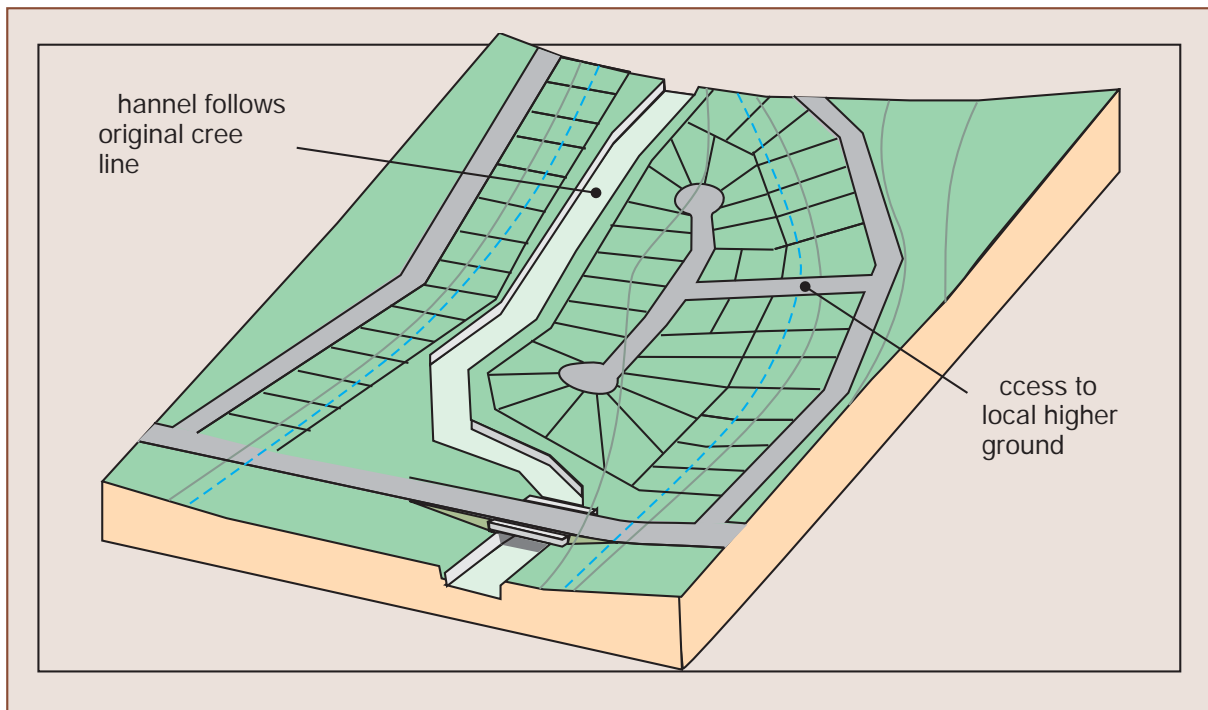 hannel follows
original cree
line
ccess to
local higher
ground